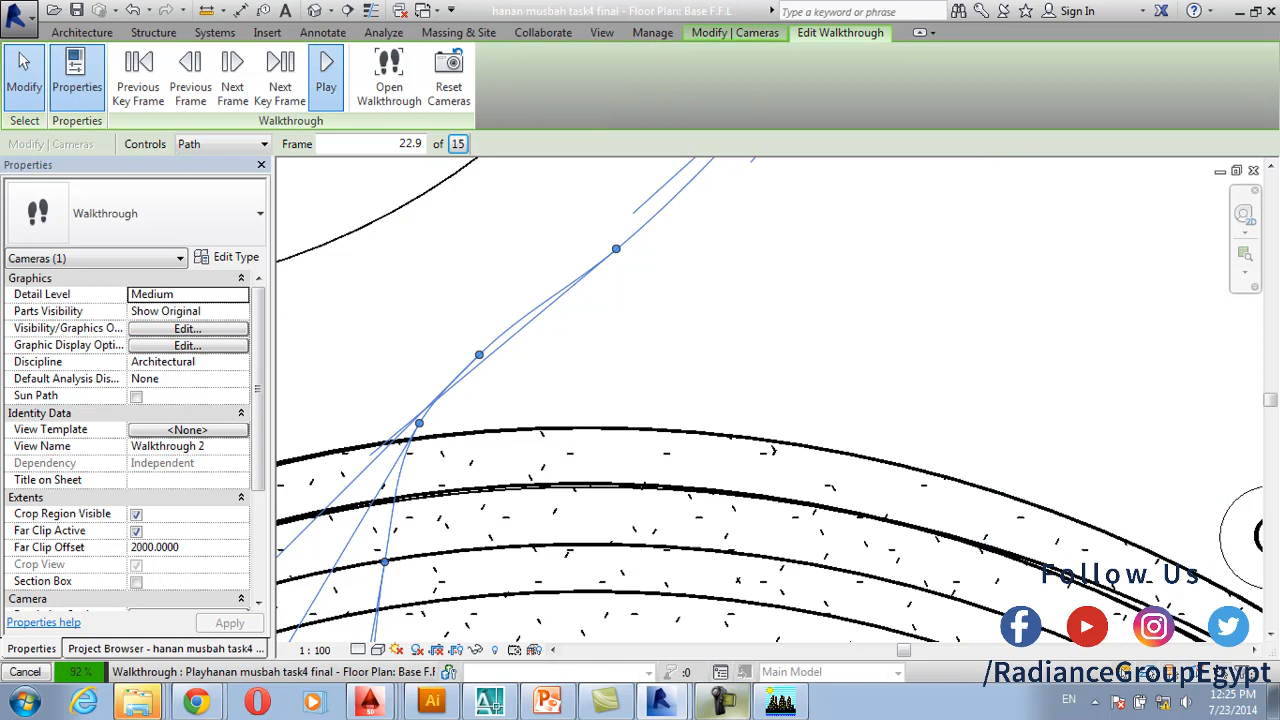 hanan musbah task4 final - Floor Plan: Base F.F.L
Type a keyword or phrase
Sign In
Architecture Structure Systems Insert Annotate Analyze Massing & Site Collaborate View Manage Modify | Cameras Edit Walkthrough
Modify
Properties
Previous Key Frame
Previous Frame
Next Frame
Next Key Frame
Play
Open Walkthrough
Reset Cameras
Select Properties Walkthrough
Modify | Cameras Controls Path Frame 22.9 of 15
Properties
Walkthrough
2D
Cameras (1) Edit Type
Graphics
Detail Level Medium
Parts Visibility Show Original
Visibility/Graphics O... Edit...
Graphic Display Opti... Edit...
Discipline Architectural
Default Analysis Dis... None
Sun Path
Identity Data
View Template <None>
View Name Walkthrough 2
Dependency Independent
Title on Sheet
Extents
Crop Region Visible
Far Clip Active
Far Clip Offset 2000.0000
Crop View
Section Box
Camera
Properties help Apply
Properties Project Browser - hanan musbah task4 ...
1 : 100
Follow Us
/RadianceGroupEgypt
Cancel 92 % Walkthrough : Playhanan musbah task4 final - Floor Plan: Base F.F.L :0 Main Model
EN
12:25 PM
7/23/2014